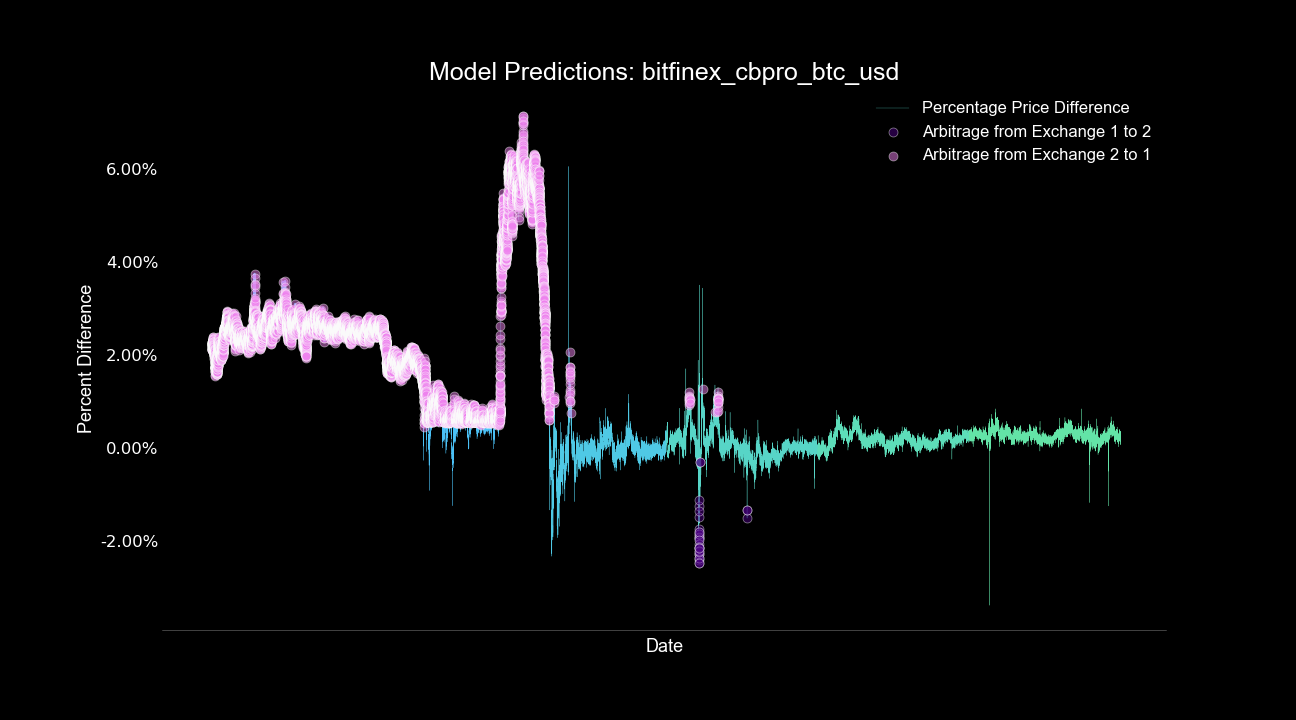 Model Predictions: bitfinex_cbpro_btc_usd
Percentage Price Difference
Arbitrage from Exchange 1 to 2
Arbitrage from Exchange 2 to 1
6.00%
4.00%
2.00%
0.00%
-2.00%
Percent Difference
Date